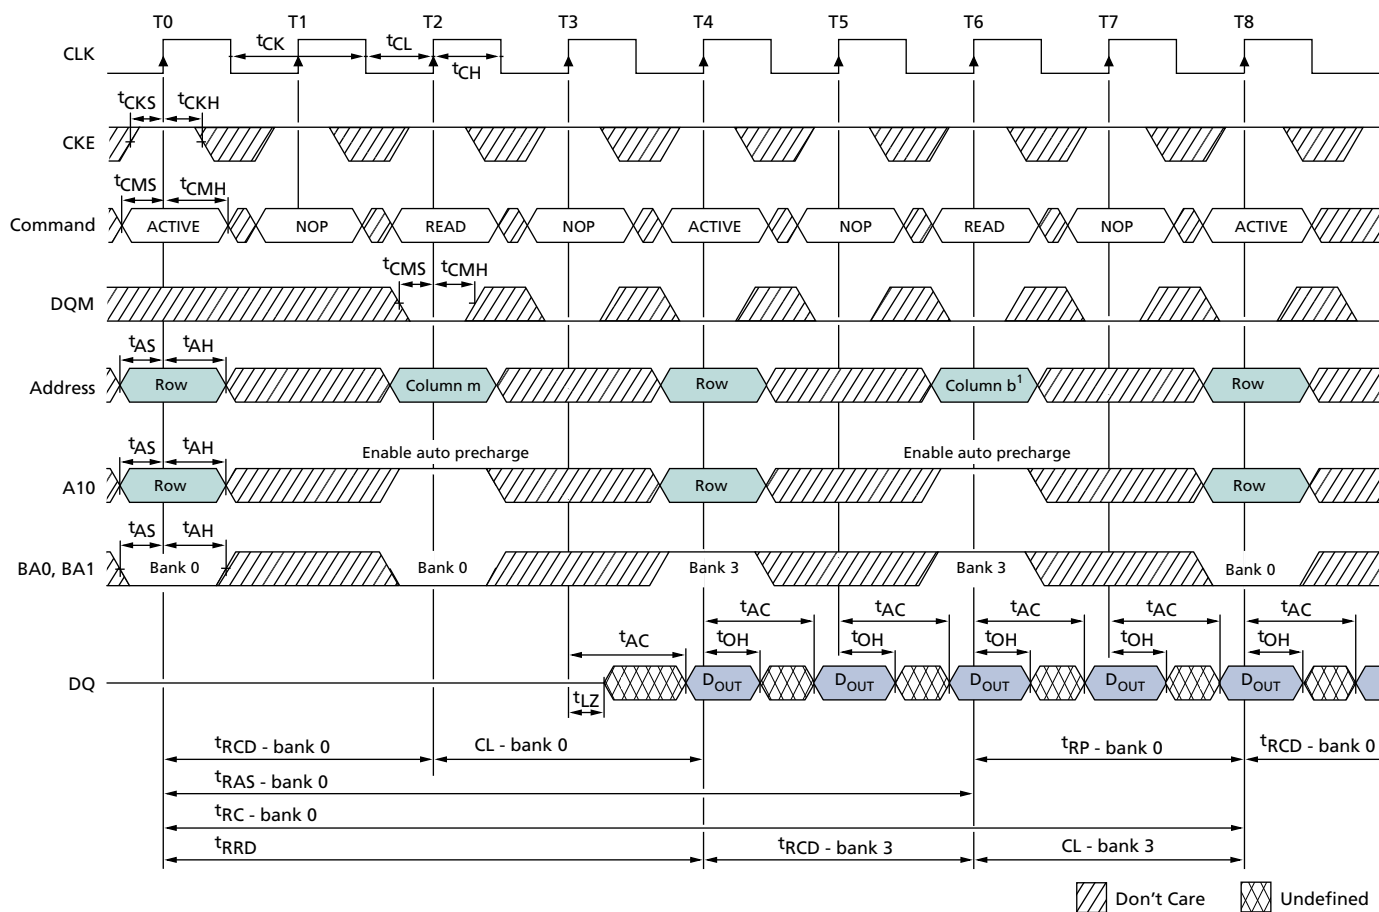 T0 T1 T2 T3 T4 T5 T6 T7 T8
CLK tCK tCL tCH
tCKS tCKH
CKE
tCMS tCMH
Command ACTIVE NOP READ NOP ACTIVE NOP READ NOP ACTIVE
tCMS tCMH
DQM
tAS tAH
Address Row Column m Row Column b1 Row
tAS tAH Enable auto precharge Enable auto precharge
A10 Row Row Row
tAS tAH
BA0, BA1 Bank 0 Bank 0 Bank 3 Bank 3 Bank 0
tAC tAC tAC tAC tAC
tAC tOH tOH tOH tOH tOH
DQ DOUT DOUT DOUT DOUT DOUT
tLZ
tRCD - bank 0 CL - bank 0 tRP - bank 0 tRCD - bank 0
tRAS - bank 0
tRC - bank 0
tRRD tRCD - bank 3 CL - bank 3
Don't Care Undefined